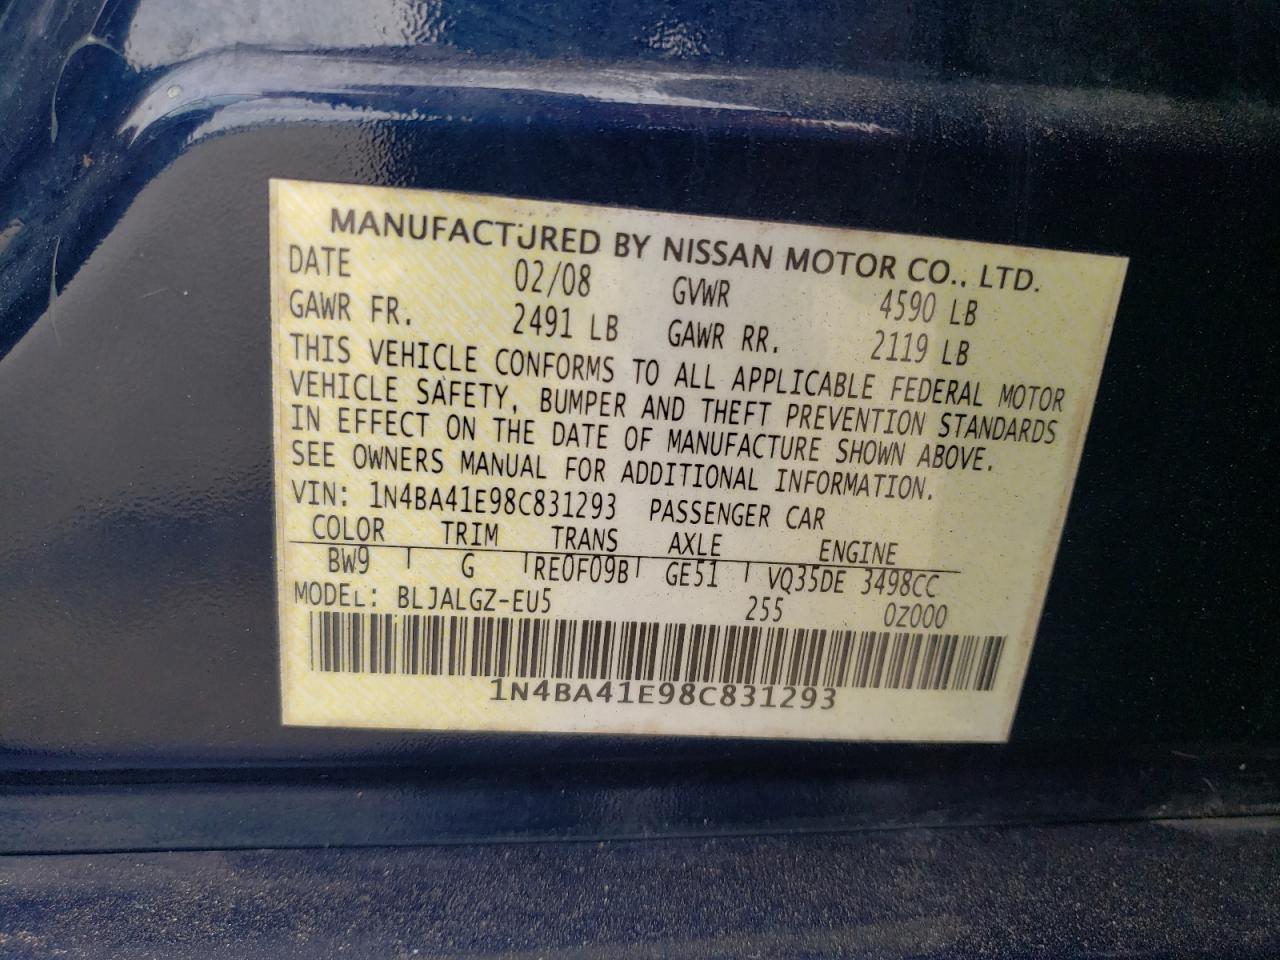 MANUFACTURED BY NISSAN MOTOR CO., LTD.
DATE 02/08 GVWR 4590 LB
GAWR FR. 2491 LB GAWR RR. 2119 LB
THIS VEHICLE CONFORMS TO ALL APPLICABLE FEDERAL MOTOR
VEHICLE SAFETY, BUMPER AND THEFT PREVENTION STANDARDS
IN EFFECT ON THE DATE OF MANUFACTURE SHOWN ABOVE.
SEE OWNERS MANUAL FOR ADDITIONAL INFORMATION.
VIN: 1N4BA41E98C831293 PASSENGER CAR
COLOR TRIM TRANS AXLE ENGINE
BW9 G RE0F09B GE51 VQ35DE 3498CC
MODEL: BLJALGZ-EU5 255 0Z000
1N4BA41E98C831293